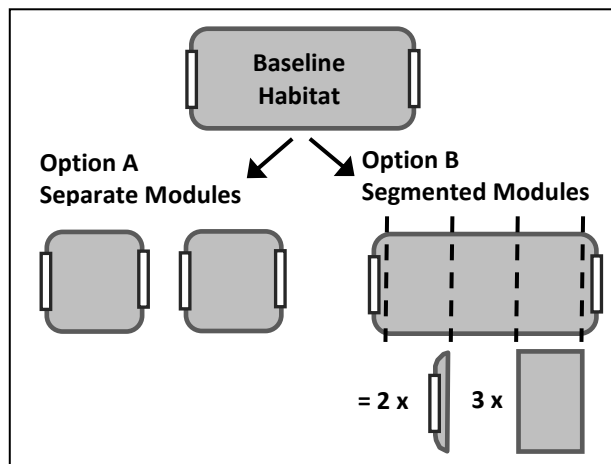 Baseline
Habitat
Option A
Separate Modules
Option B
Segmented Modules
= 2 x
3 x